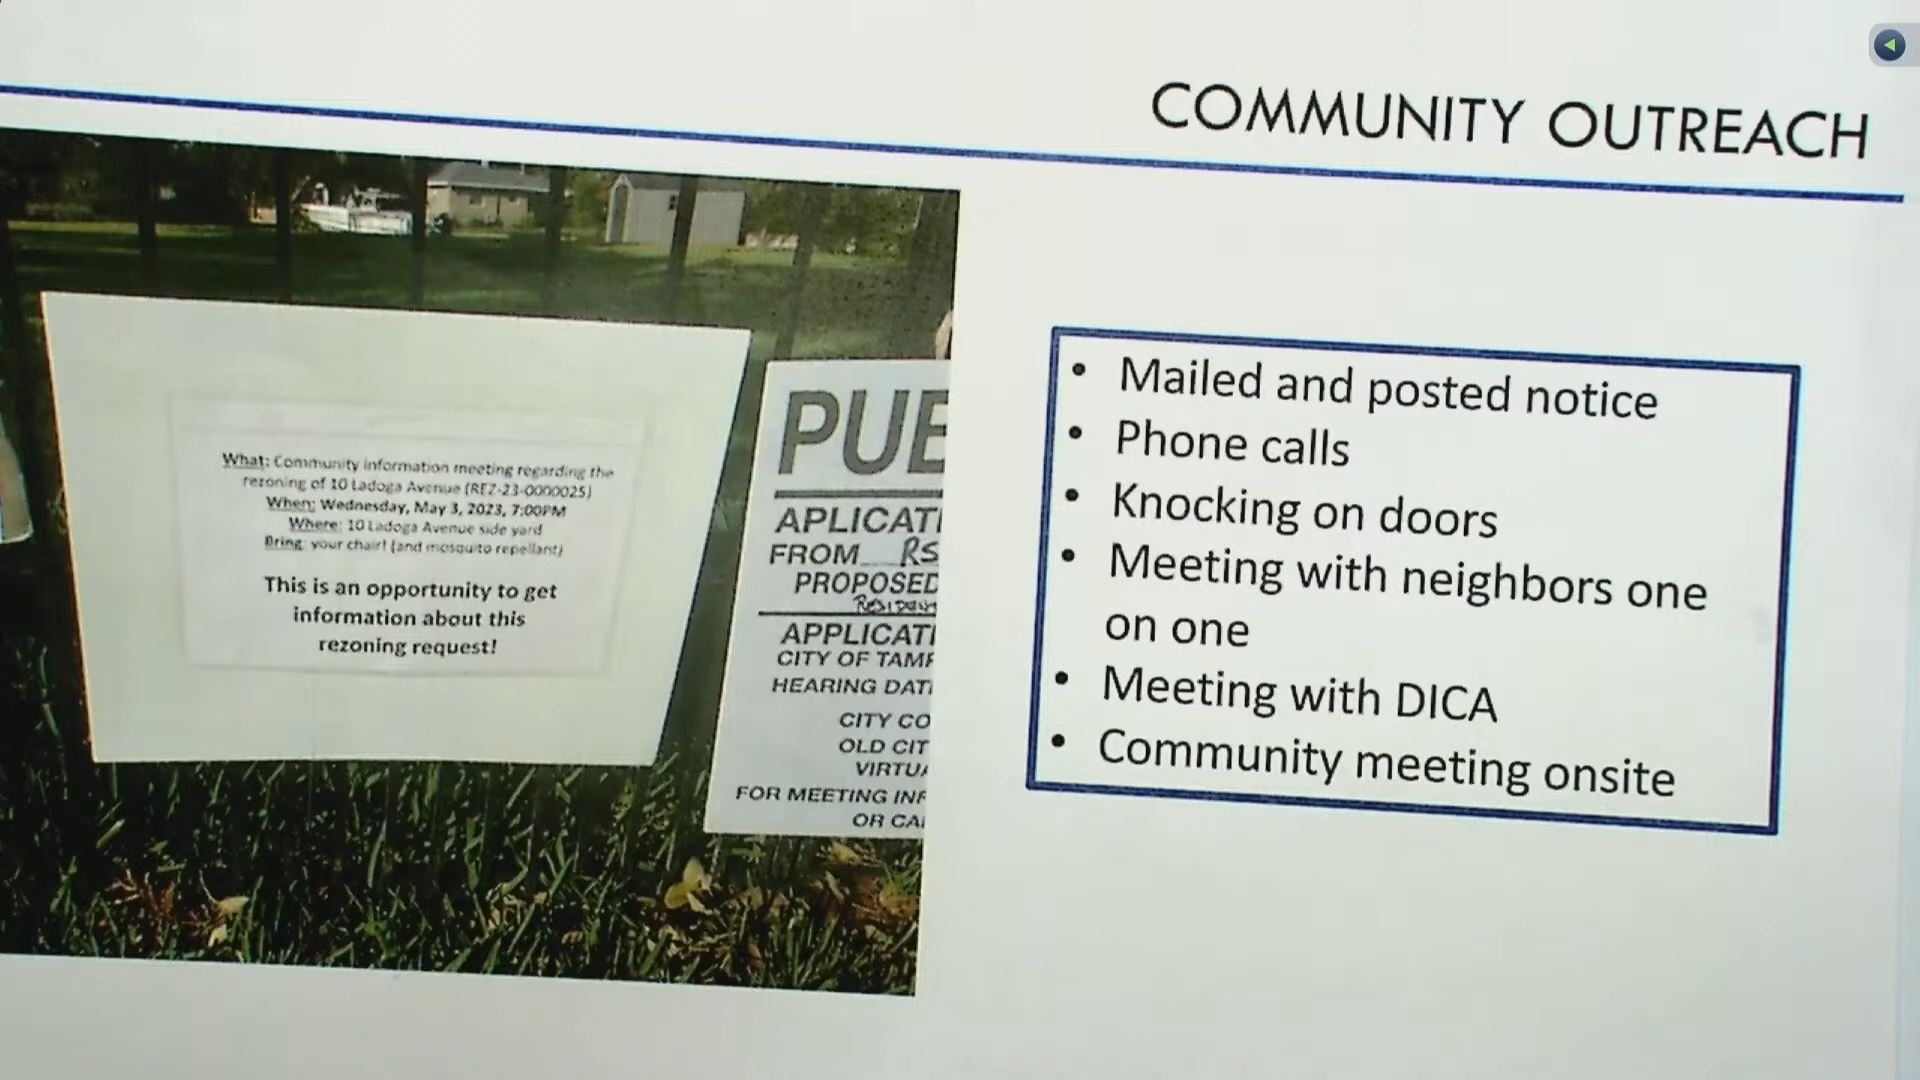 COMMUNITY OUTREACH
What: Community information meeting regarding the
rezoning of 10 Ladoga Avenue (REZ-23-0000025)
When: Wednesday, May 3, 2023, 7:00PM
Where: 10 Ladoga Avenue side yard
Bring: your chair! (and mosquito repellant)
This is an opportunity to get
information about this
rezoning request!
PUB
APLICATI
FROM RS
PROPOSED
APPLICATI
CITY OF TAMP
HEARING DAT
CITY CO
OLD CIT
VIRTUA
FOR MEETING INF
OR CAL
• Mailed and posted notice
• Phone calls
• Knocking on doors
• Meeting with neighbors one
on one
• Meeting with DICA
• Community meeting onsite